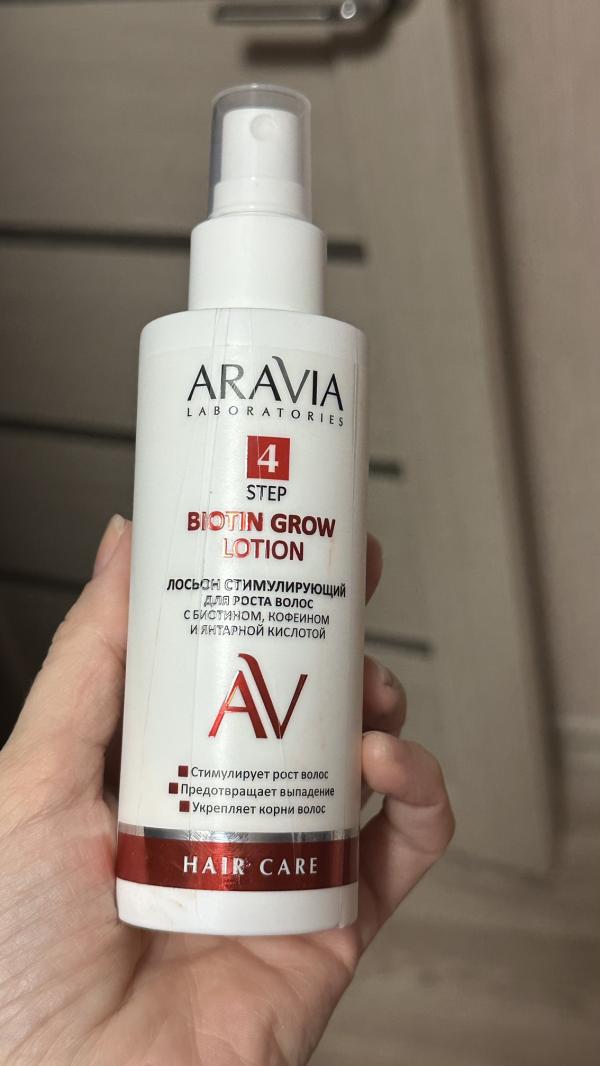 ARAVIA
LABORATORIES
4
STEP
BIOTIN GROW
LOTION
ЛОСЬОН СТИМУЛИРУЮЩИЙ
ДЛЯ РОСТА ВОЛОС
С БИОТИНОМ, КОФЕИНОМ
И ЯНТАРНОЙ КИСЛОТОЙ
AV
Стимулирует рост волос
Предотвращает выпадение
Укрепляет корни волос
HAIR CARE